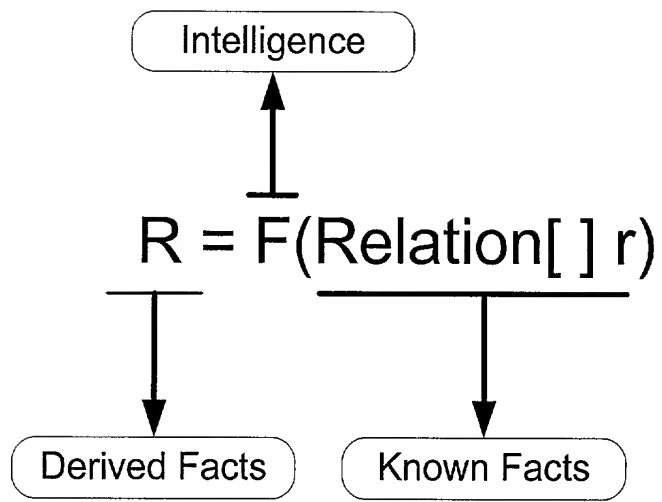 Intelligence
R = F(Relation[ ] r)
Derived Facts
Known Facts